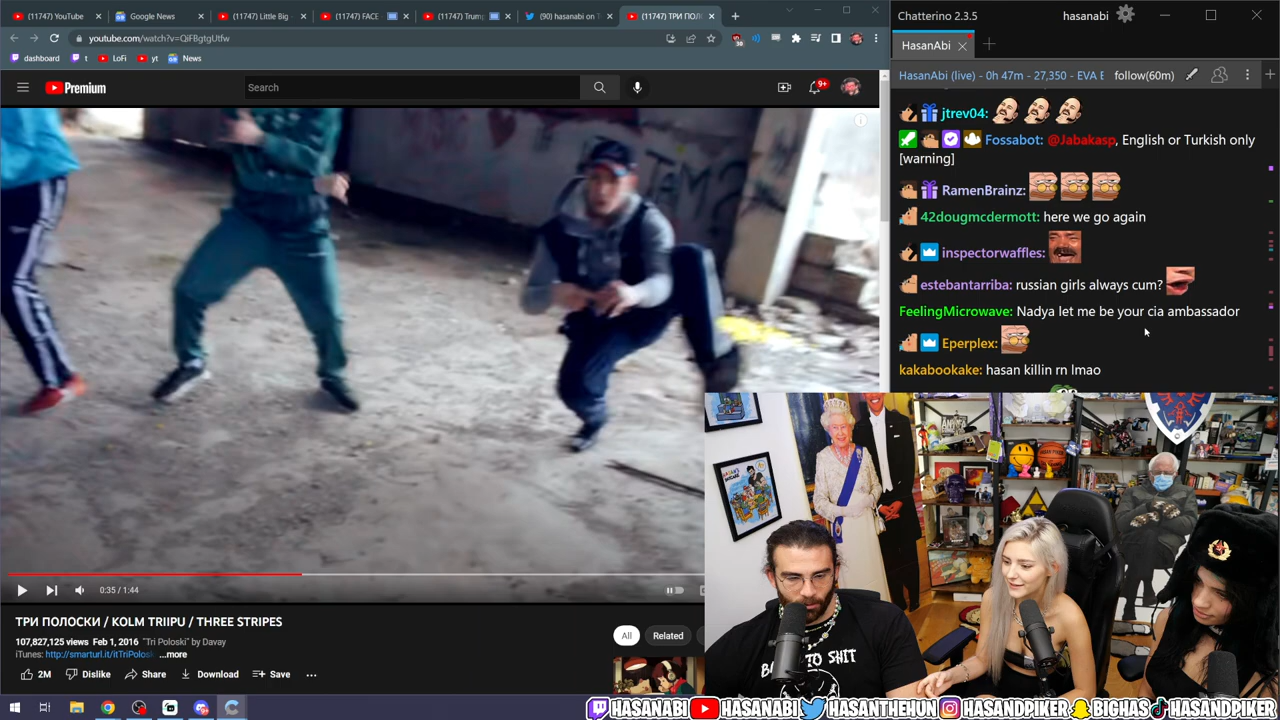 (11747) YouTube
Google News
(11747) Little Big -
(11747) FACE -
(11747) Trump
(90) hasanabi on T
(11747) ТРИ ПОЛ
youtube.com/watch?v=QiFBgtgUtfw
dashboard
t
LoFi
yt
News
Premium
Search
9+
0:35 / 1:44
ТРИ ПОЛОСКИ / KOLM TRIIPU / THREE STRIPES
107,827,125 views Feb 1, 2016 "Tri Poloski" by Davay
iTunes: http://smarturl.it/itTriPolosk ...more
2M
Dislike
Share
Download
Save
All
Related
Chatterino 2.3.5
hasanabi
HasanAbi
HasanAbi (live) - 0h 47m - 27,350 - EVA E
follow(60m)
jtrev04:
Fossabot: @Jabakasp, English or Turkish only
[warning]
RamenBrainz:
42dougmcdermott: here we go again
inspectorwaffles:
estebantarriba: russian girls always cum?
FeelingMicrowave: Nadya let me be your cia ambassador
Eperplex:
kakabookake: hasan killin rn lmao
HASANABI
HASANABI
HASANTHEHUN
HASANDPIKER
BIGHAS
HASANDPIKER